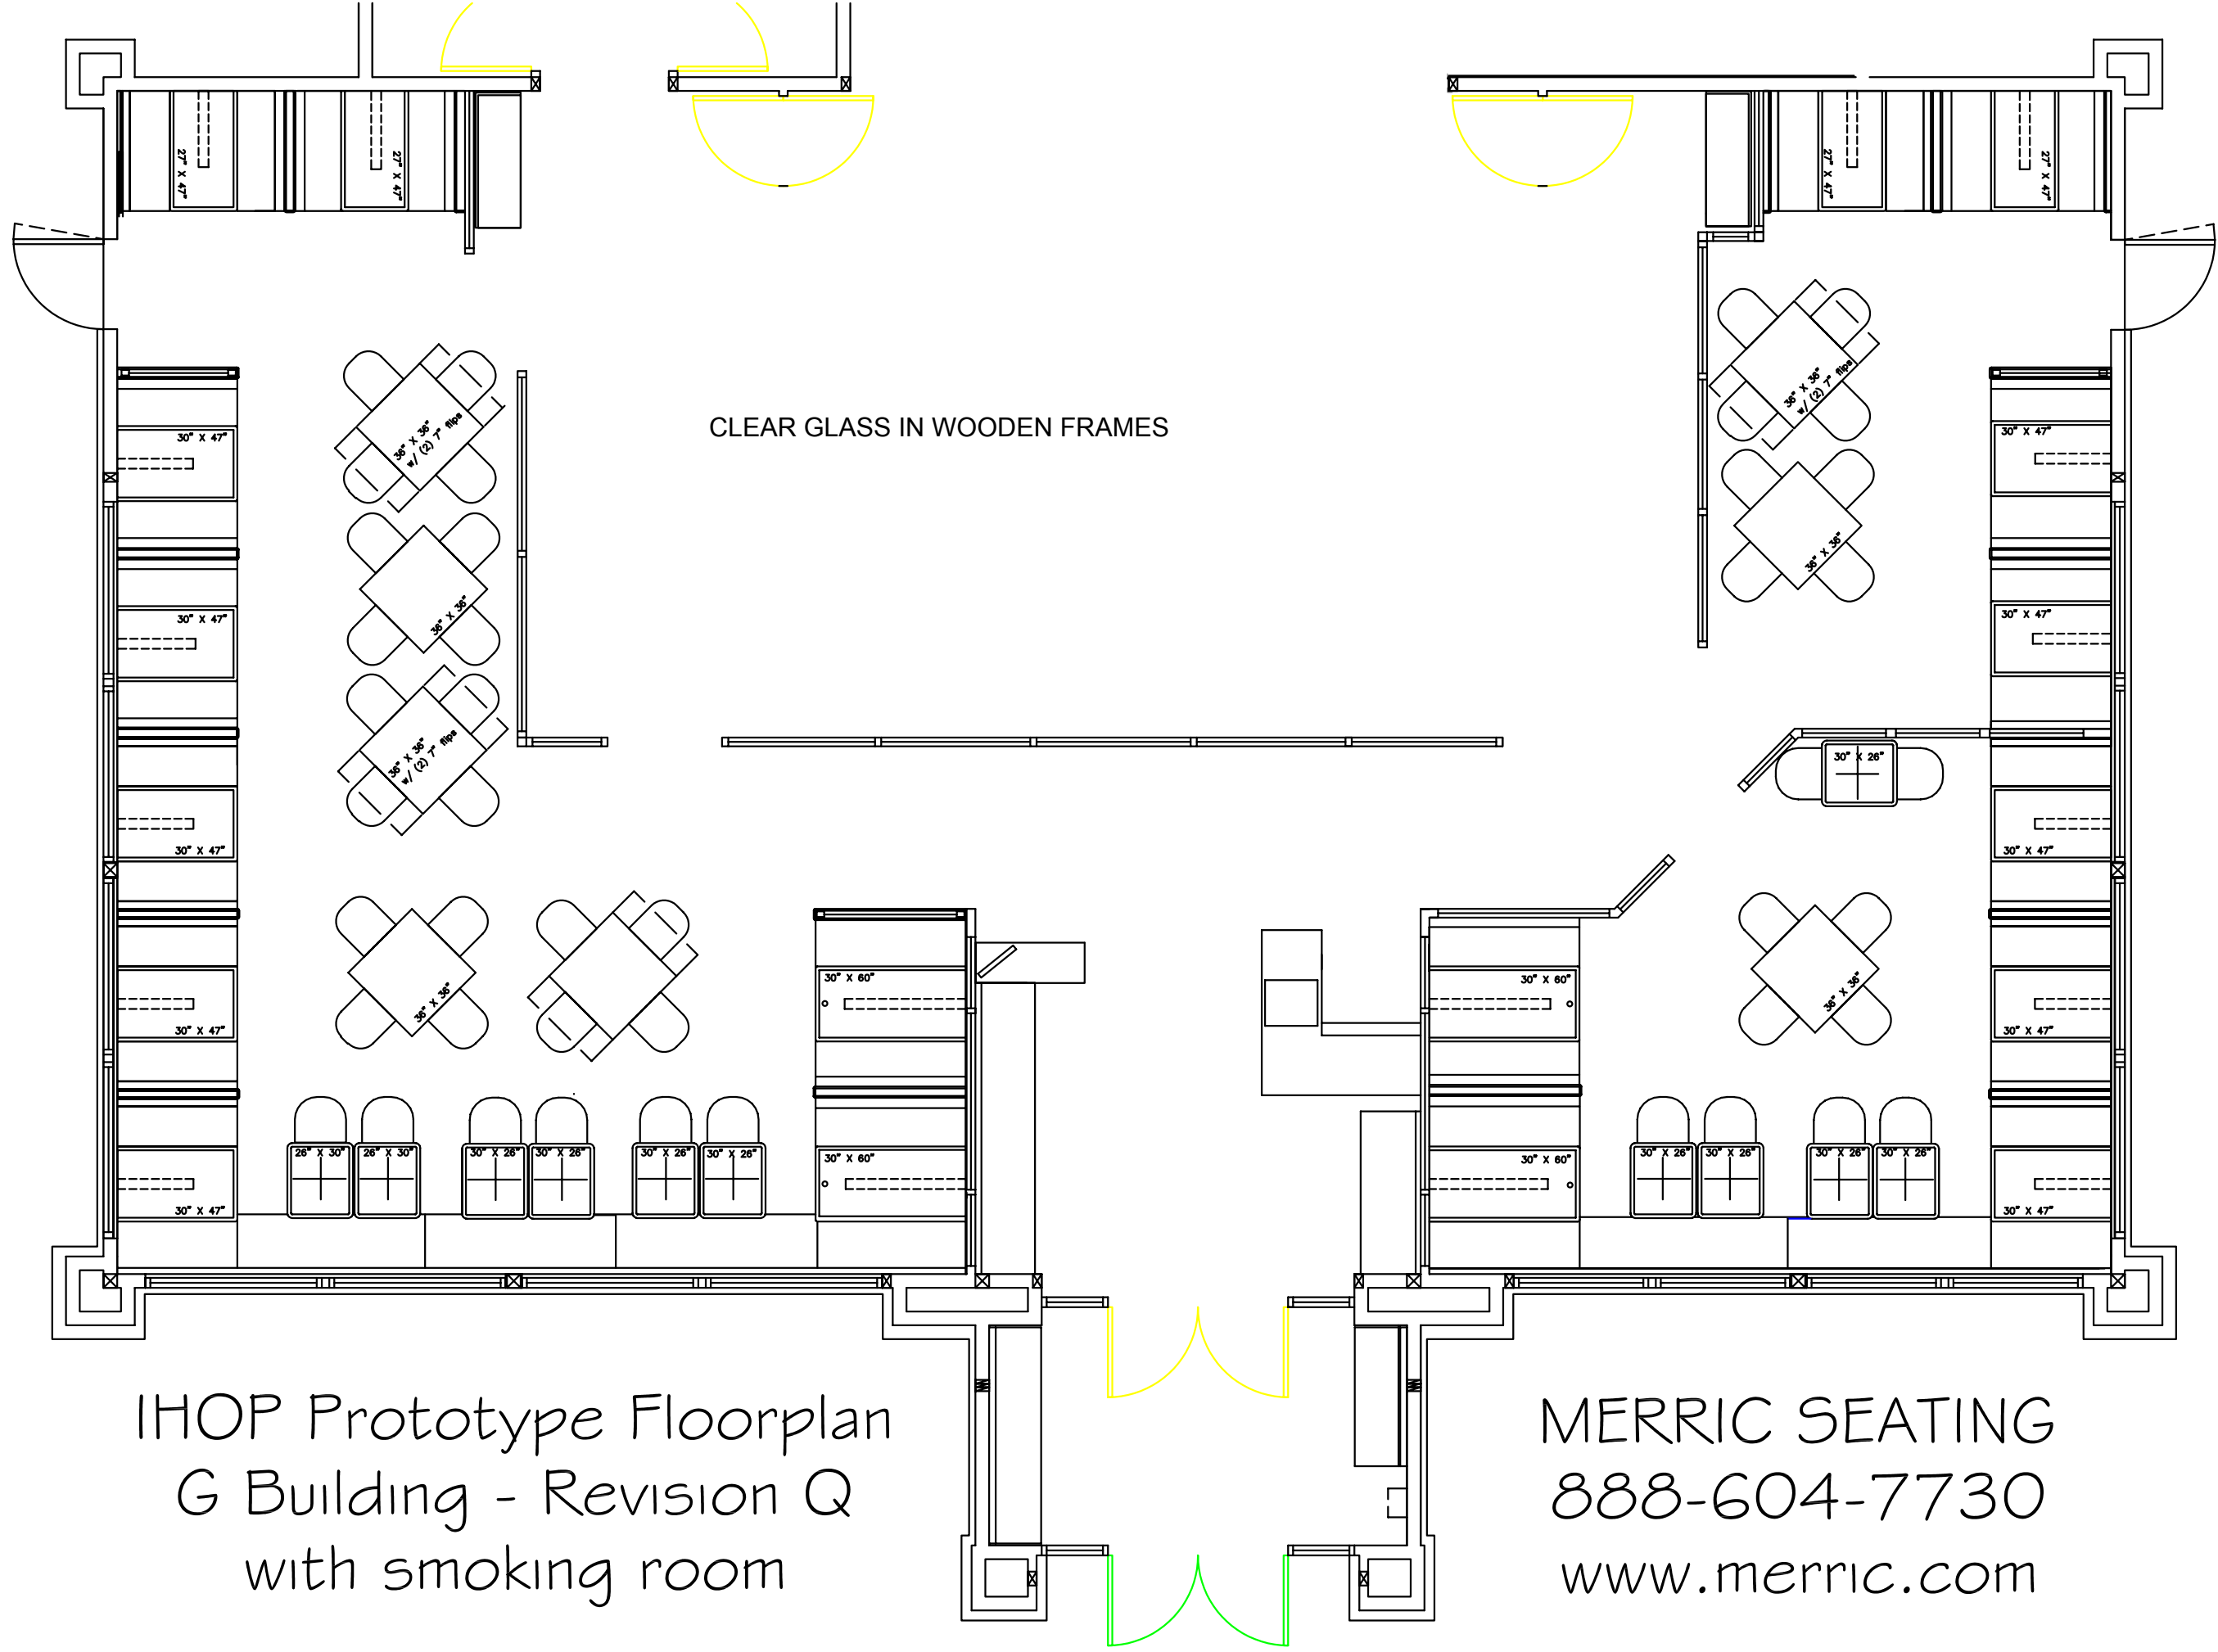 27" X 47"
27" X 47"
27" X 47"
27" X 47"
36" X 36"
w/ (2) 7" flips
CLEAR GLASS IN WOODEN FRAMES
36" X 36"
w/ (2) 7" flips
30" X 47"
30" X 47"
36" X 36"
30" X 47"
36" X 36"
30" X 47"
36" X 36"
w/ (2) 7" flips
30" X 26"
30" X 47"
30" X 47"
30" X 60"
30" X 60"
36" X 36"
36" X 36"
30" X 47"
30" X 47"
26" X 30"
26" X 30"
30" X 26"
30" X 26"
30" X 26"
30" X 26"
30" X 60"
30" X 60"
30" X 26"
30" X 26"
30" X 26"
30" X 26"
30" X 47"
30" X 47"
IHOP Prototype Floorplan
G Building - Revision Q
with smoking room
MERRIC SEATING
888-604-7730
www.merric.com